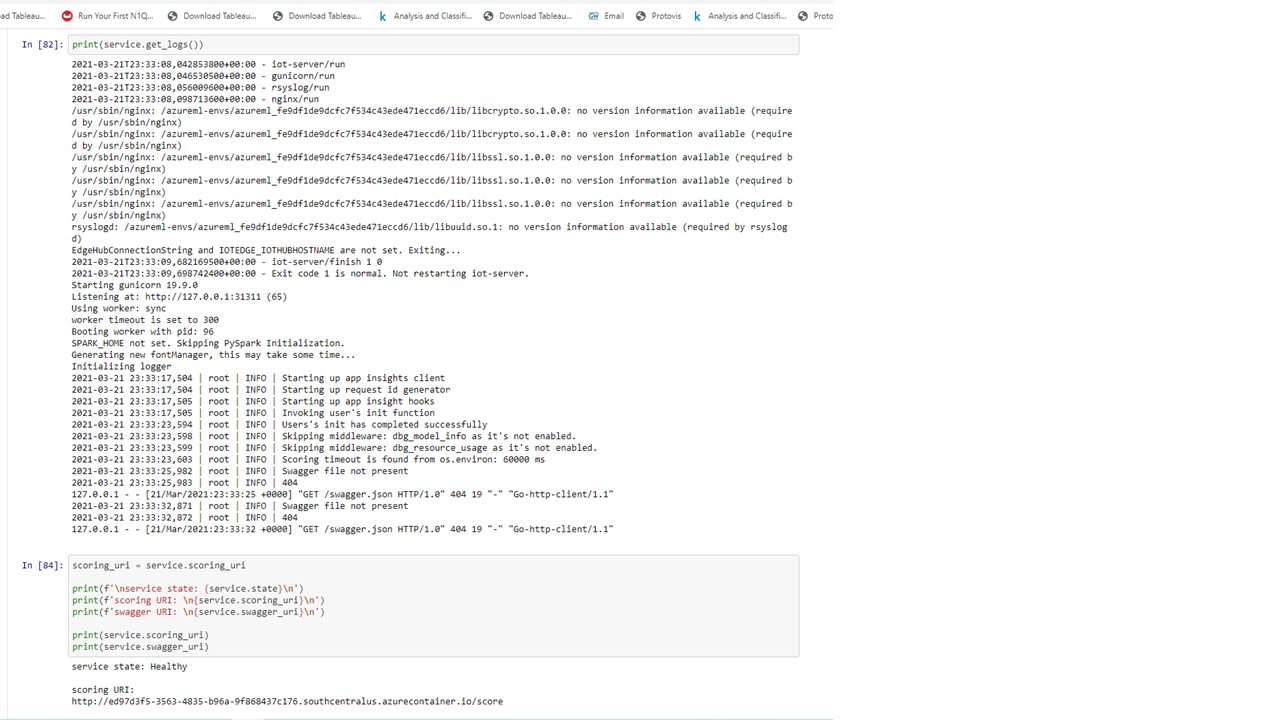 ad Tableau...
Run Your First N1Q...
Download Tableau...
Download Tableau...
Analysis and Classifi...
Download Tableau...
Email
Protovis
Analysis and Classifi...
Proto
In [82]: print(service.get_logs())
2021-03-21T23:33:08,042853800+00:00 - iot-server/run
2021-03-21T23:33:08,046530500+00:00 - gunicorn/run
2021-03-21T23:33:08,056009600+00:00 - rsyslog/run
2021-03-21T23:33:08,098713600+00:00 - nginx/run
/usr/sbin/nginx: /azureml-envs/azureml_fe9df1de9dcfc7f534c43ede471eccd6/lib/libcrypto.so.1.0.0: no version information available (require
d by /usr/sbin/nginx)
/usr/sbin/nginx: /azureml-envs/azureml_fe9df1de9dcfc7f534c43ede471eccd6/lib/libcrypto.so.1.0.0: no version information available (require
d by /usr/sbin/nginx)
/usr/sbin/nginx: /azureml-envs/azureml_fe9df1de9dcfc7f534c43ede471eccd6/lib/libssl.so.1.0.0: no version information available (required b
y /usr/sbin/nginx)
/usr/sbin/nginx: /azureml-envs/azureml_fe9df1de9dcfc7f534c43ede471eccd6/lib/libssl.so.1.0.0: no version information available (required b
y /usr/sbin/nginx)
/usr/sbin/nginx: /azureml-envs/azureml_fe9df1de9dcfc7f534c43ede471eccd6/lib/libssl.so.1.0.0: no version information available (required b
y /usr/sbin/nginx)
rsyslogd: /azureml-envs/azureml_fe9df1de9dcfc7f534c43ede471eccd6/lib/libuuid.so.1: no version information available (required by rsyslog
d)
EdgeHubConnectionString and IOTEDGE_IOTHUBHOSTNAME are not set. Exiting...
2021-03-21T23:33:09,682169500+00:00 - iot-server/finish 1 0
2021-03-21T23:33:09,698742400+00:00 - Exit code 1 is normal. Not restarting iot-server.
Starting gunicorn 19.9.0
Listening at: http://127.0.0.1:31311 (65)
Using worker: sync
worker timeout is set to 300
Booting worker with pid: 96
SPARK_HOME not set. Skipping PySpark Initialization.
Generating new fontManager, this may take some time...
Initializing logger
2021-03-21 23:33:17,504 | root | INFO | Starting up app insights client
2021-03-21 23:33:17,504 | root | INFO | Starting up request id generator
2021-03-21 23:33:17,505 | root | INFO | Starting up app insight hooks
2021-03-21 23:33:17,505 | root | INFO | Invoking user's init function
2021-03-21 23:33:23,594 | root | INFO | Users's init has completed successfully
2021-03-21 23:33:23,598 | root | INFO | Skipping middleware: dbg_model_info as it's not enabled.
2021-03-21 23:33:23,599 | root | INFO | Skipping middleware: dbg_resource_usage as it's not enabled.
2021-03-21 23:33:23,603 | root | INFO | Scoring timeout is found from os.environ: 60000 ms
2021-03-21 23:33:25,982 | root | INFO | Swagger file not present
2021-03-21 23:33:25,983 | root | INFO | 404
127.0.0.1 - - [21/Mar/2021:23:33:25 +0000] "GET /swagger.json HTTP/1.0" 404 19 "-" "Go-http-client/1.1"
2021-03-21 23:33:32,871 | root | INFO | Swagger file not present
2021-03-21 23:33:32,872 | root | INFO | 404
127.0.0.1 - - [21/Mar/2021:23:33:32 +0000] "GET /swagger.json HTTP/1.0" 404 19 "-" "Go-http-client/1.1"
In [84]: scoring_uri = service.scoring_uri
print(f'\nservice state: {service.state}\n')
print(f'scoring URI: \n{service.scoring_uri}\n')
print(f'swagger URI: \n{service.swagger_uri}\n')
print(service.scoring_uri)
print(service.swagger_uri)
service state: Healthy
scoring URI:
http://ed97d3f5-3563-4835-b96a-9f868437c176.southcentralus.azurecontainer.io/score